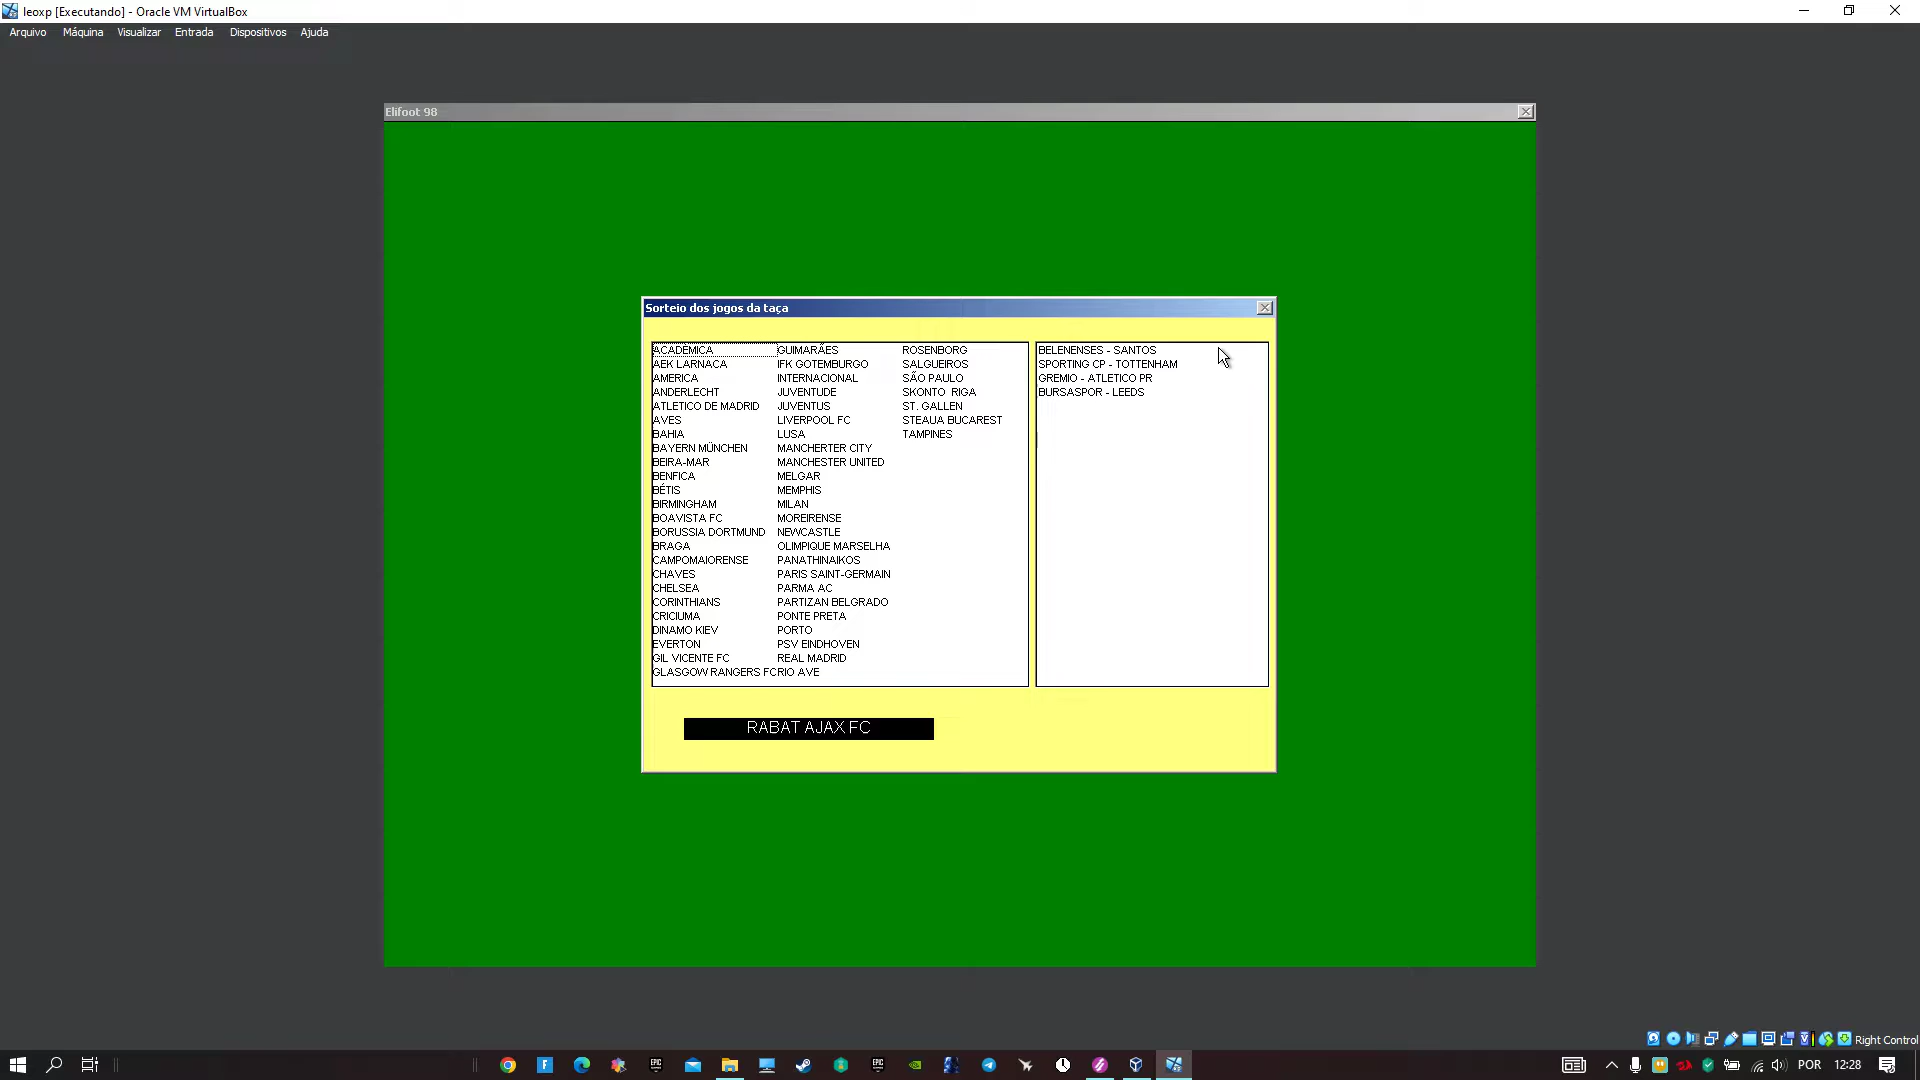 leoxp [Executando] - Oracle VM VirtualBox
Arquivo Máquina Visualizar Entrada Dispositivos Ajuda
Elifoot 98
Sorteio dos jogos da taça
ACADÉMICA
AEK LARNACA
AMERICA
ANDERLECHT
ATLETICO DE MADRID
AVES
BAHIA
BAYERN MÜNCHEN
BEIRA-MAR
BENFICA
BÉTIS
BIRMINGHAM
BOAVISTA FC
BORUSSIA DORTMUND
BRAGA
CAMPOMAIORENSE
CHAVES
CHELSEA
CORINTHIANS
CRICIUMA
DINAMO KIEV
EVERTON
GIL VICENTE FC
GLASGOW RANGERS FC
GUIMARÃES
IFK GOTEMBURGO
INTERNACIONAL
JUVENTUDE
JUVENTUS
LIVERPOOL FC
LUSA
MANCHERTER CITY
MANCHESTER UNITED
MELGAR
MEMPHIS
MILAN
MOREIRENSE
NEWCASTLE
OLIMPIQUE MARSELHA
PANATHINAIKOS
PARIS SAINT-GERMAIN
PARMA AC
PARTIZAN BELGRADO
PONTE PRETA
PORTO
PSV EINDHOVEN
REAL MADRID
RIO AVE
ROSENBORG
SALGUEIROS
SÃO PAULO
SKONTO RIGA
ST. GALLEN
STEAUA BUCAREST
TAMPINES
BELENENSES - SANTOS
SPORTING CP - TOTTENHAM
GREMIO - ATLETICO PR
BURSASPOR - LEEDS
RABAT AJAX FC
Right Control
EPIC
EPIC
POR 12:28